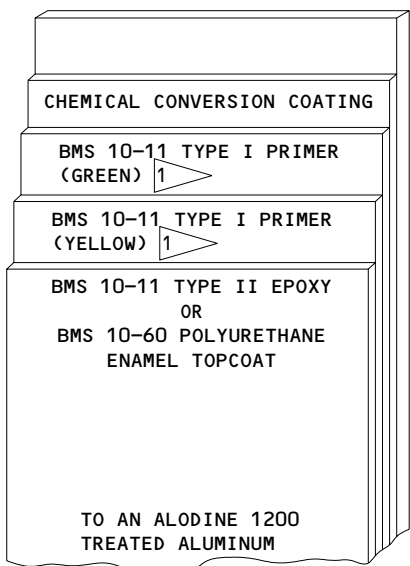 CHEMICAL CONVERSION COATING
BMS 10-11 TYPE I PRIMER
(GREEN) 1
BMS 10-11 TYPE I PRIMER
(YELLOW) 1
BMS 10-11 TYPE II EPOXY
OR
BMS 10-60 POLYURETHANE
ENAMEL TOPCOAT
TO AN ALODINE 1200
TREATED ALUMINUM